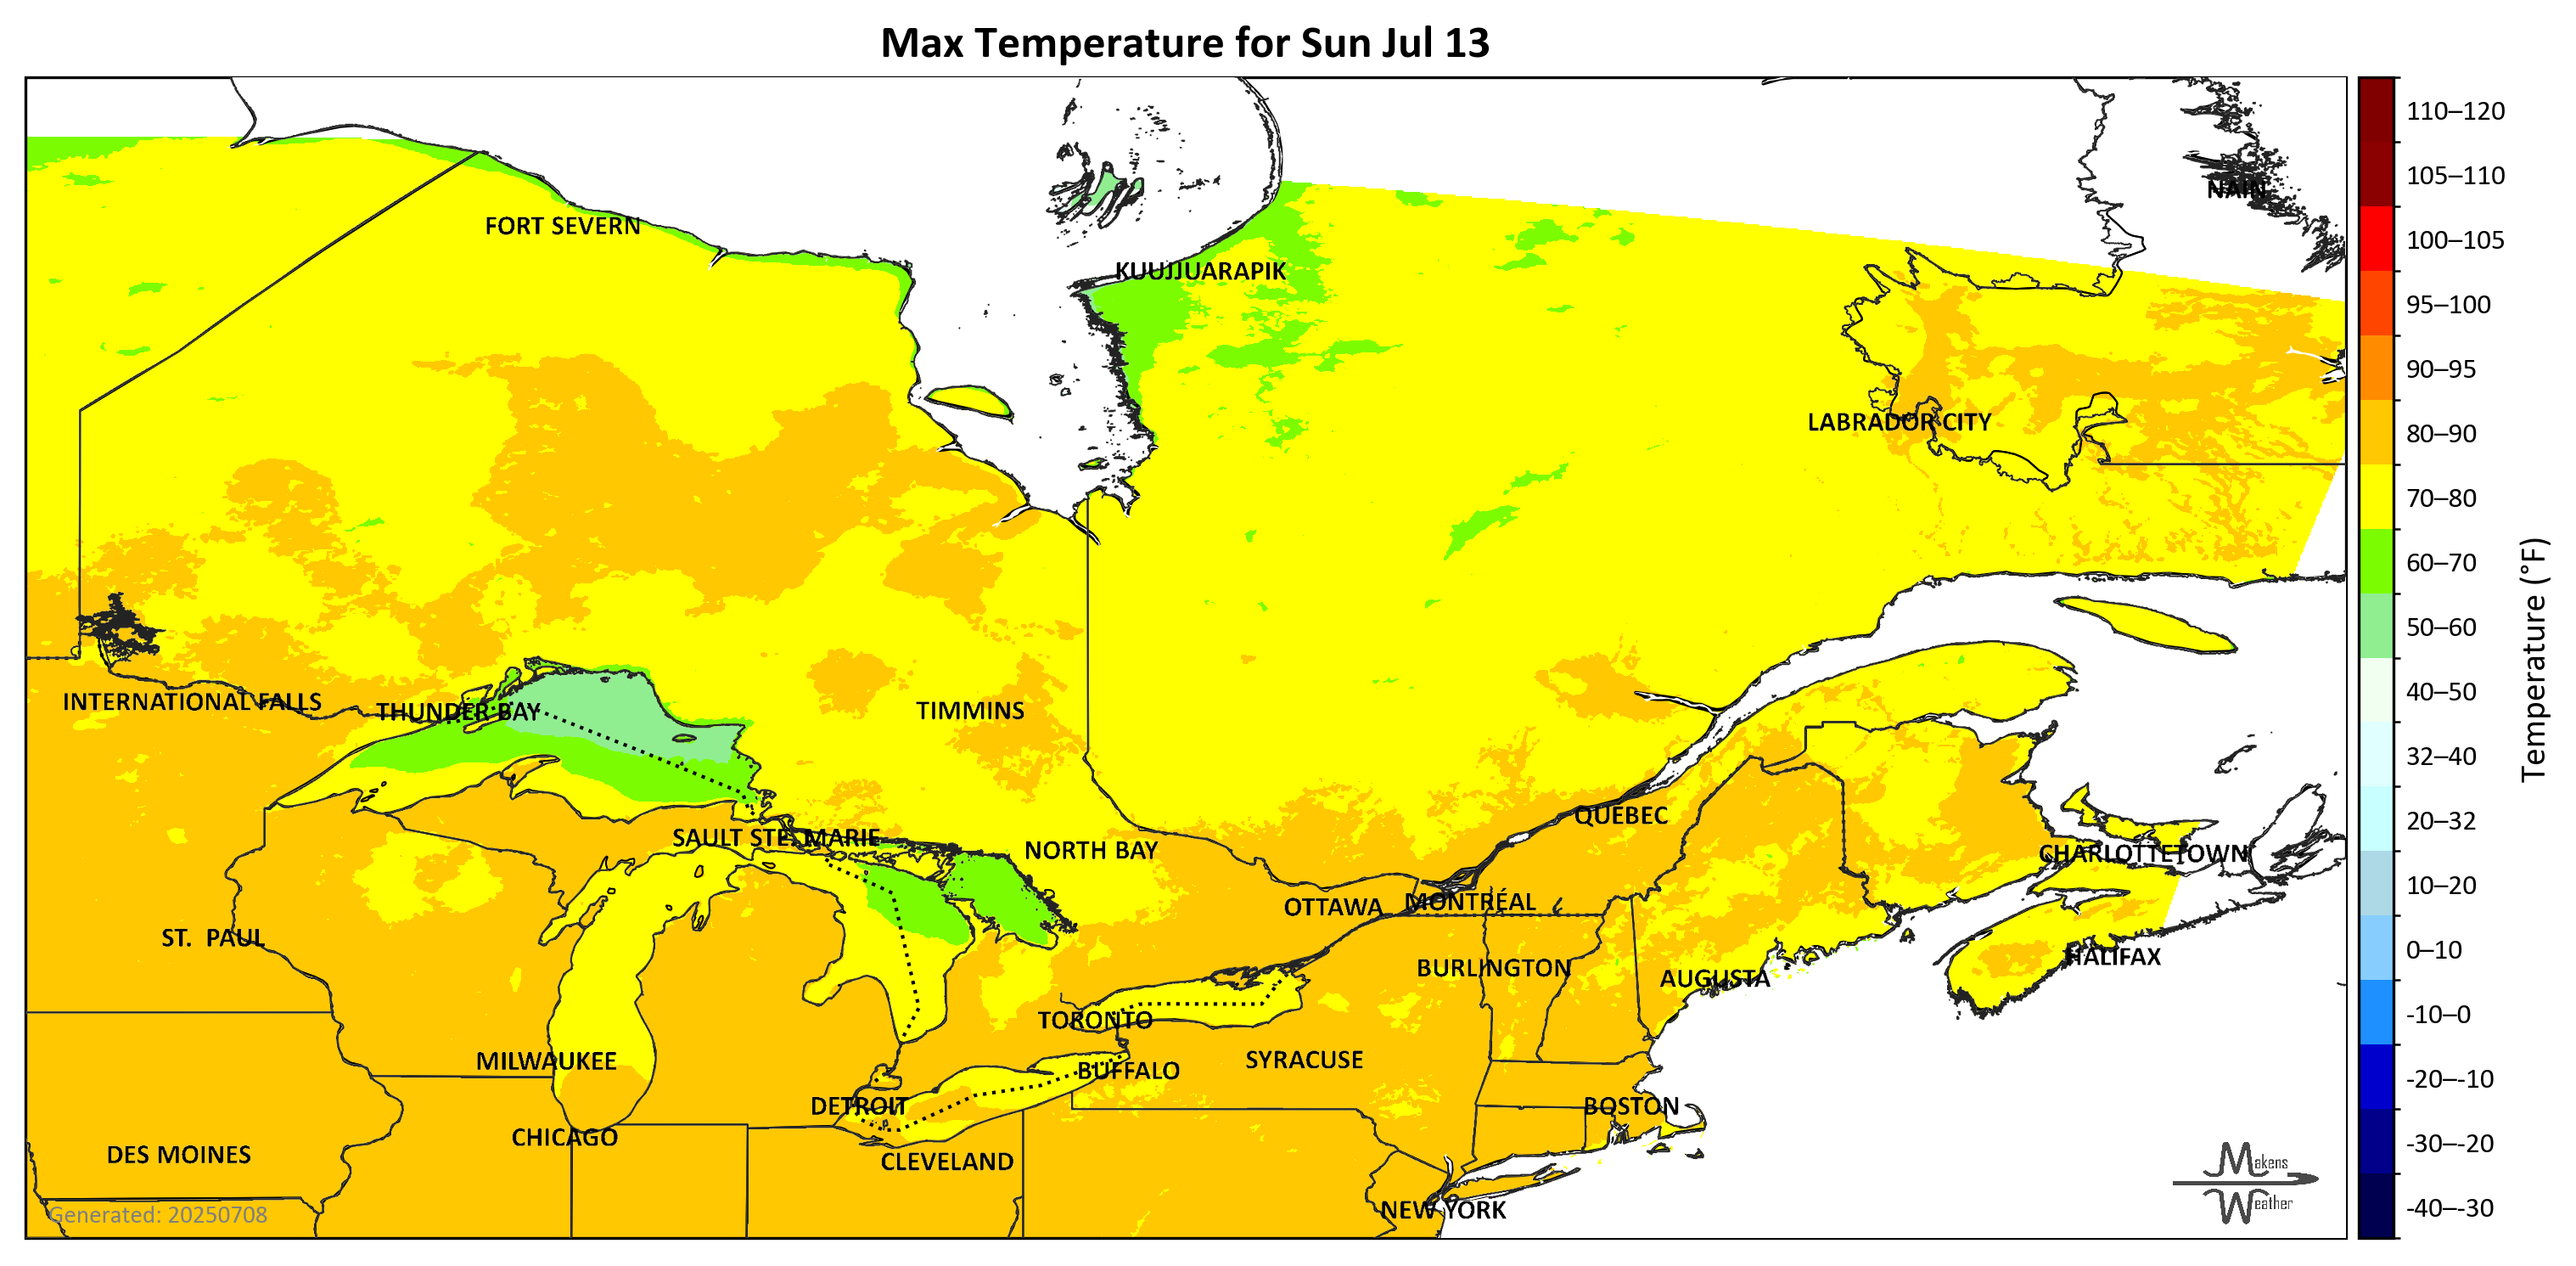 Max Temperature for Sun Jul 13
110–120
105–110
NAIN
FORT SEVERN
100–105
KUUJJUARAPIK
95–100
90–95
LABRADOR CITY
80–90
70–80
60–70
50–60
Temperature (°F)
INTERNATIONAL FALLS
THUNDER BAY
TIMMINS
40–50
32–40
QUÉBEC
20–32
SAULT STE. MARIE
NORTH BAY
CHARLOTTETOWN
10–20
OTTAWA
MONTRÉAL
ST. PAUL
0–10
BURLINGTON
AUGUSTA
HALIFAX
TORONTO
-10–0
MILWAUKEE
SYRACUSE
BUFFALO
-20–-10
DETROIT
BOSTON
CHICAGO
-30–-20
DES MOINES
CLEVELAND
Makens
Weather
Generated: 20250708
NEW YORK
-40–-30